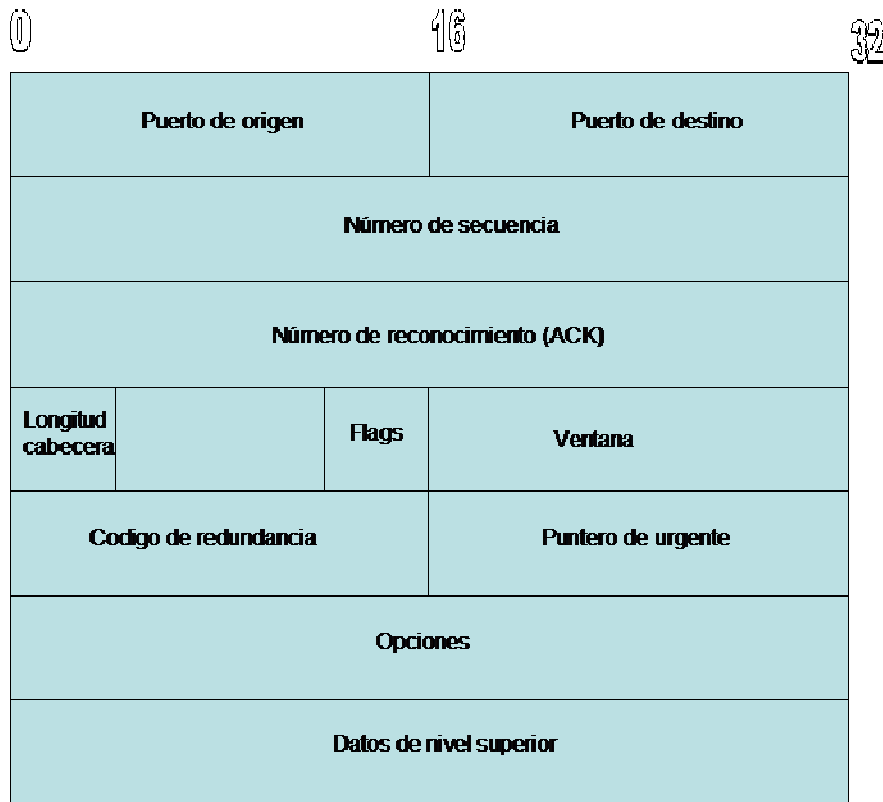 0 16 32
Puerto de origen
Puerto de destino
Número de secuencia
Número de reconocimiento (ACK)
Longitud
cabecera
Flags
Ventana
Codigo de redundancia
Puntero de urgente
Opciones
Datos de nivel superior